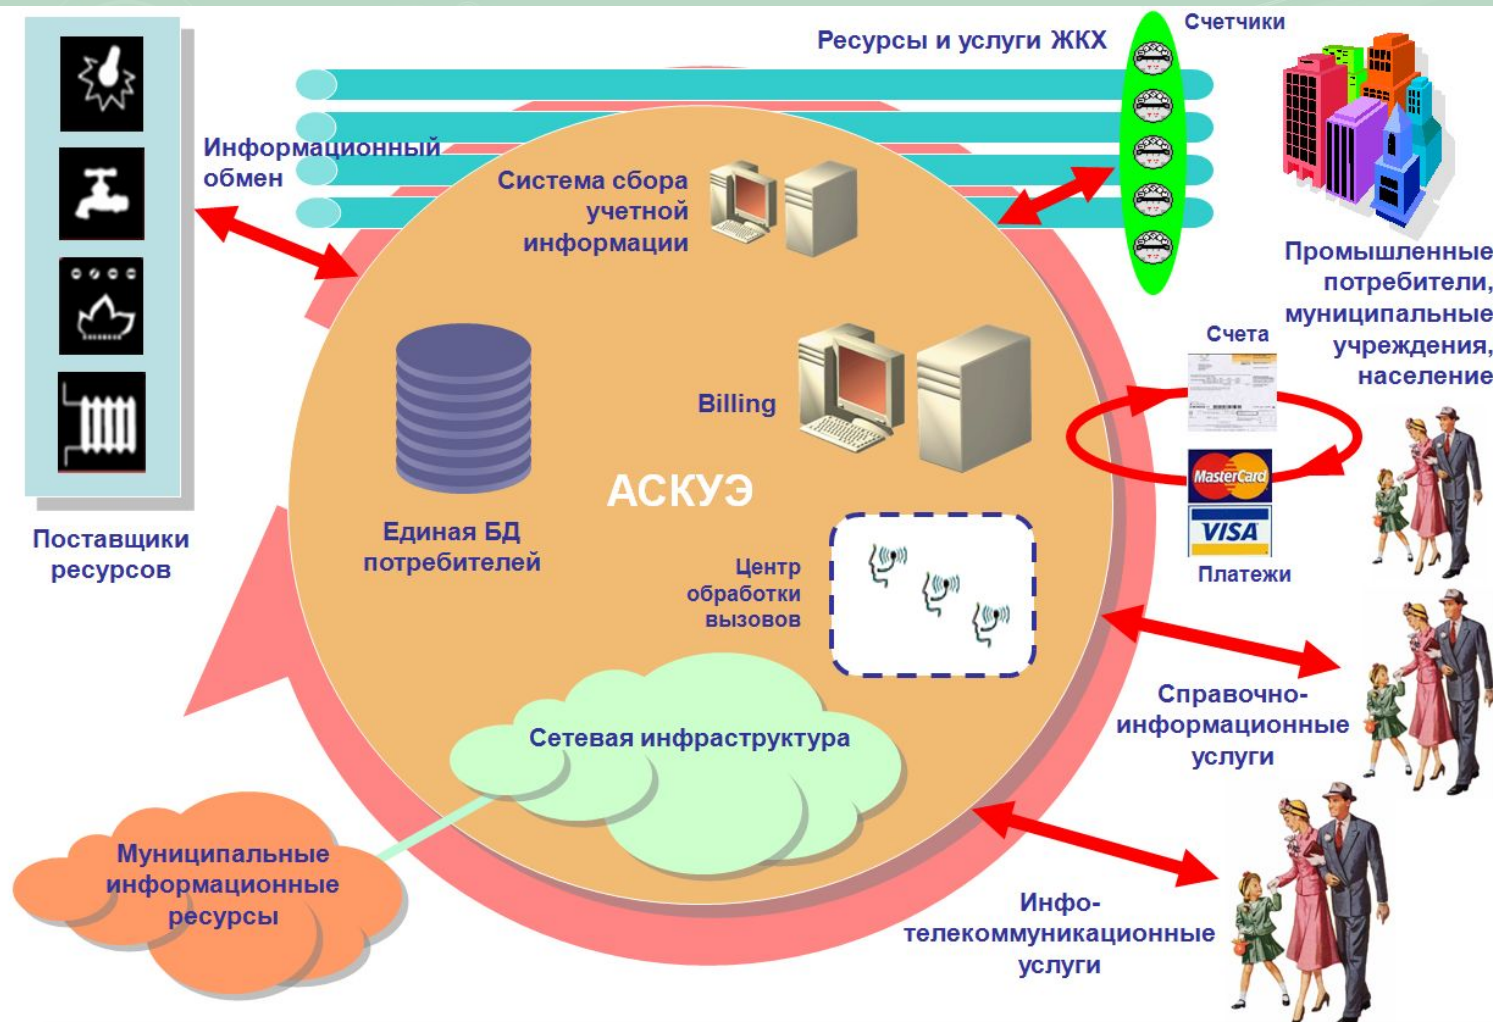 Счетчики
Ресурсы и услуги ЖКХ
Информационный
обмен
Система сбора
учетной
информации
Промышленные
потребители,
муниципальные
учреждения,
население
Счета
Billing
MasterCard
VISA
Платежи
АСКУЭ
Поставщики
ресурсов
Единая БД
потребителей
Центр
обработки
вызовов
Справочно-
информационные
услуги
Сетевая инфраструктура
Муниципальные
информационные
ресурсы
Инфо-
телекоммуникационные
услуги